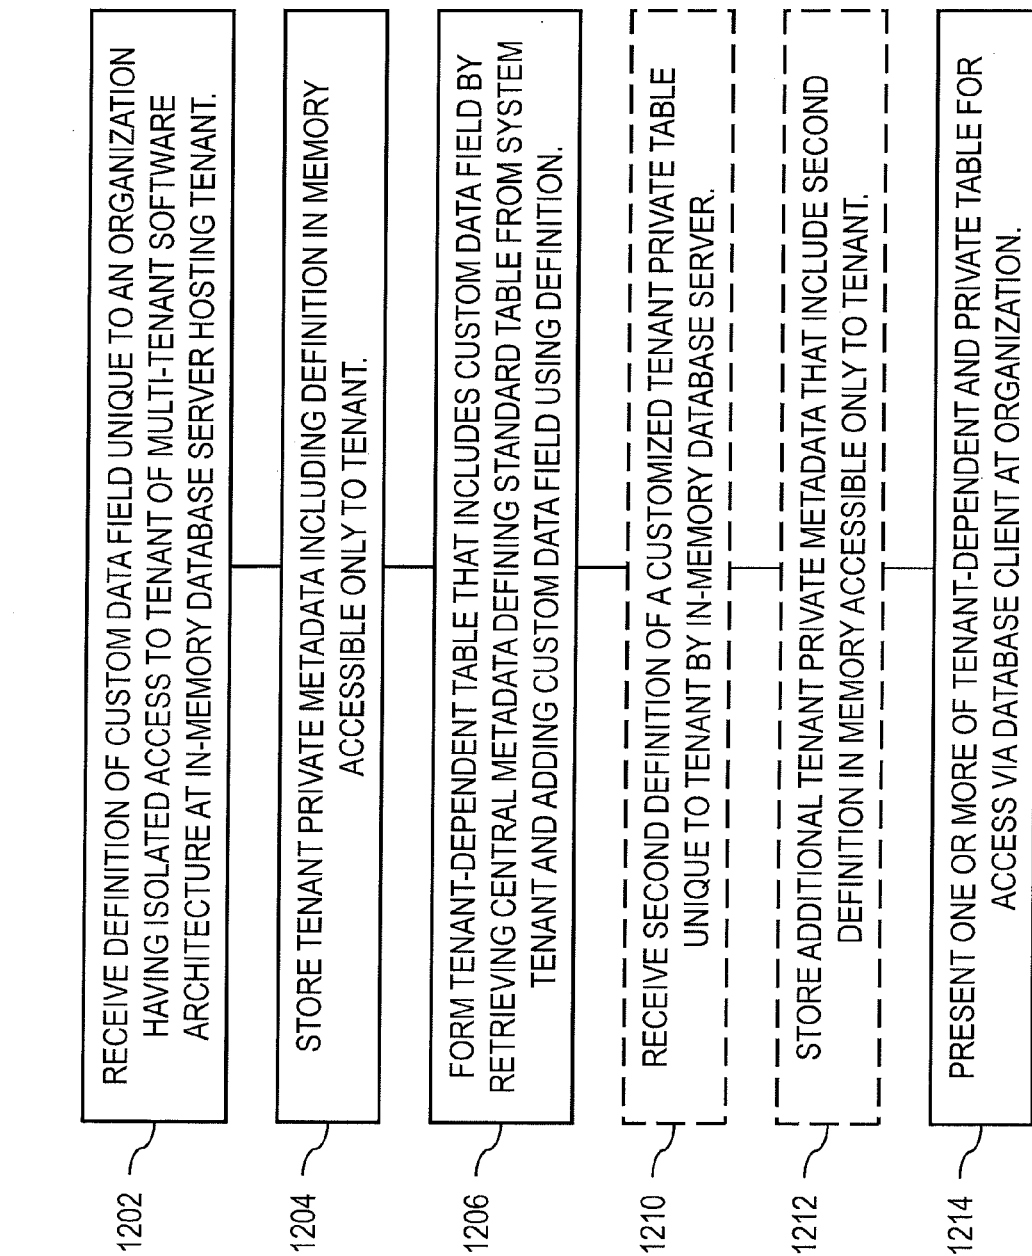 1202
RECEIVE DEFINITION OF CUSTOM DATA FIELD UNIQUE TO AN ORGANIZATION
HAVING ISOLATED ACCESS TO TENANT OF MULTI-TENANT SOFTWARE
ARCHITECTURE AT IN-MEMORY DATABASE SERVER HOSTING TENANT.
1204
STORE TENANT PRIVATE METADATA INCLUDING DEFINITION IN MEMORY
ACCESSIBLE ONLY TO TENANT.
1206
FORM TENANT-DEPENDENT TABLE THAT INCLUDES CUSTOM DATA FIELD BY
RETRIEVING CENTRAL METADATA DEFINING STANDARD TABLE FROM SYSTEM
TENANT AND ADDING CUSTOM DATA FIELD USING DEFINITION.
1210
RECEIVE SECOND DEFINITION OF A CUSTOMIZED TENANT PRIVATE TABLE
UNIQUE TO TENANT BY IN-MEMORY DATABASE SERVER.
1212
STORE ADDITIONAL TENANT PRIVATE METADATA THAT INCLUDE SECOND
DEFINITION IN MEMORY ACCESSIBLE ONLY TO TENANT.
1214
PRESENT ONE OR MORE OF TENANT-DEPENDENT AND PRIVATE TABLE FOR
ACCESS VIA DATABASE CLIENT AT ORGANIZATION.